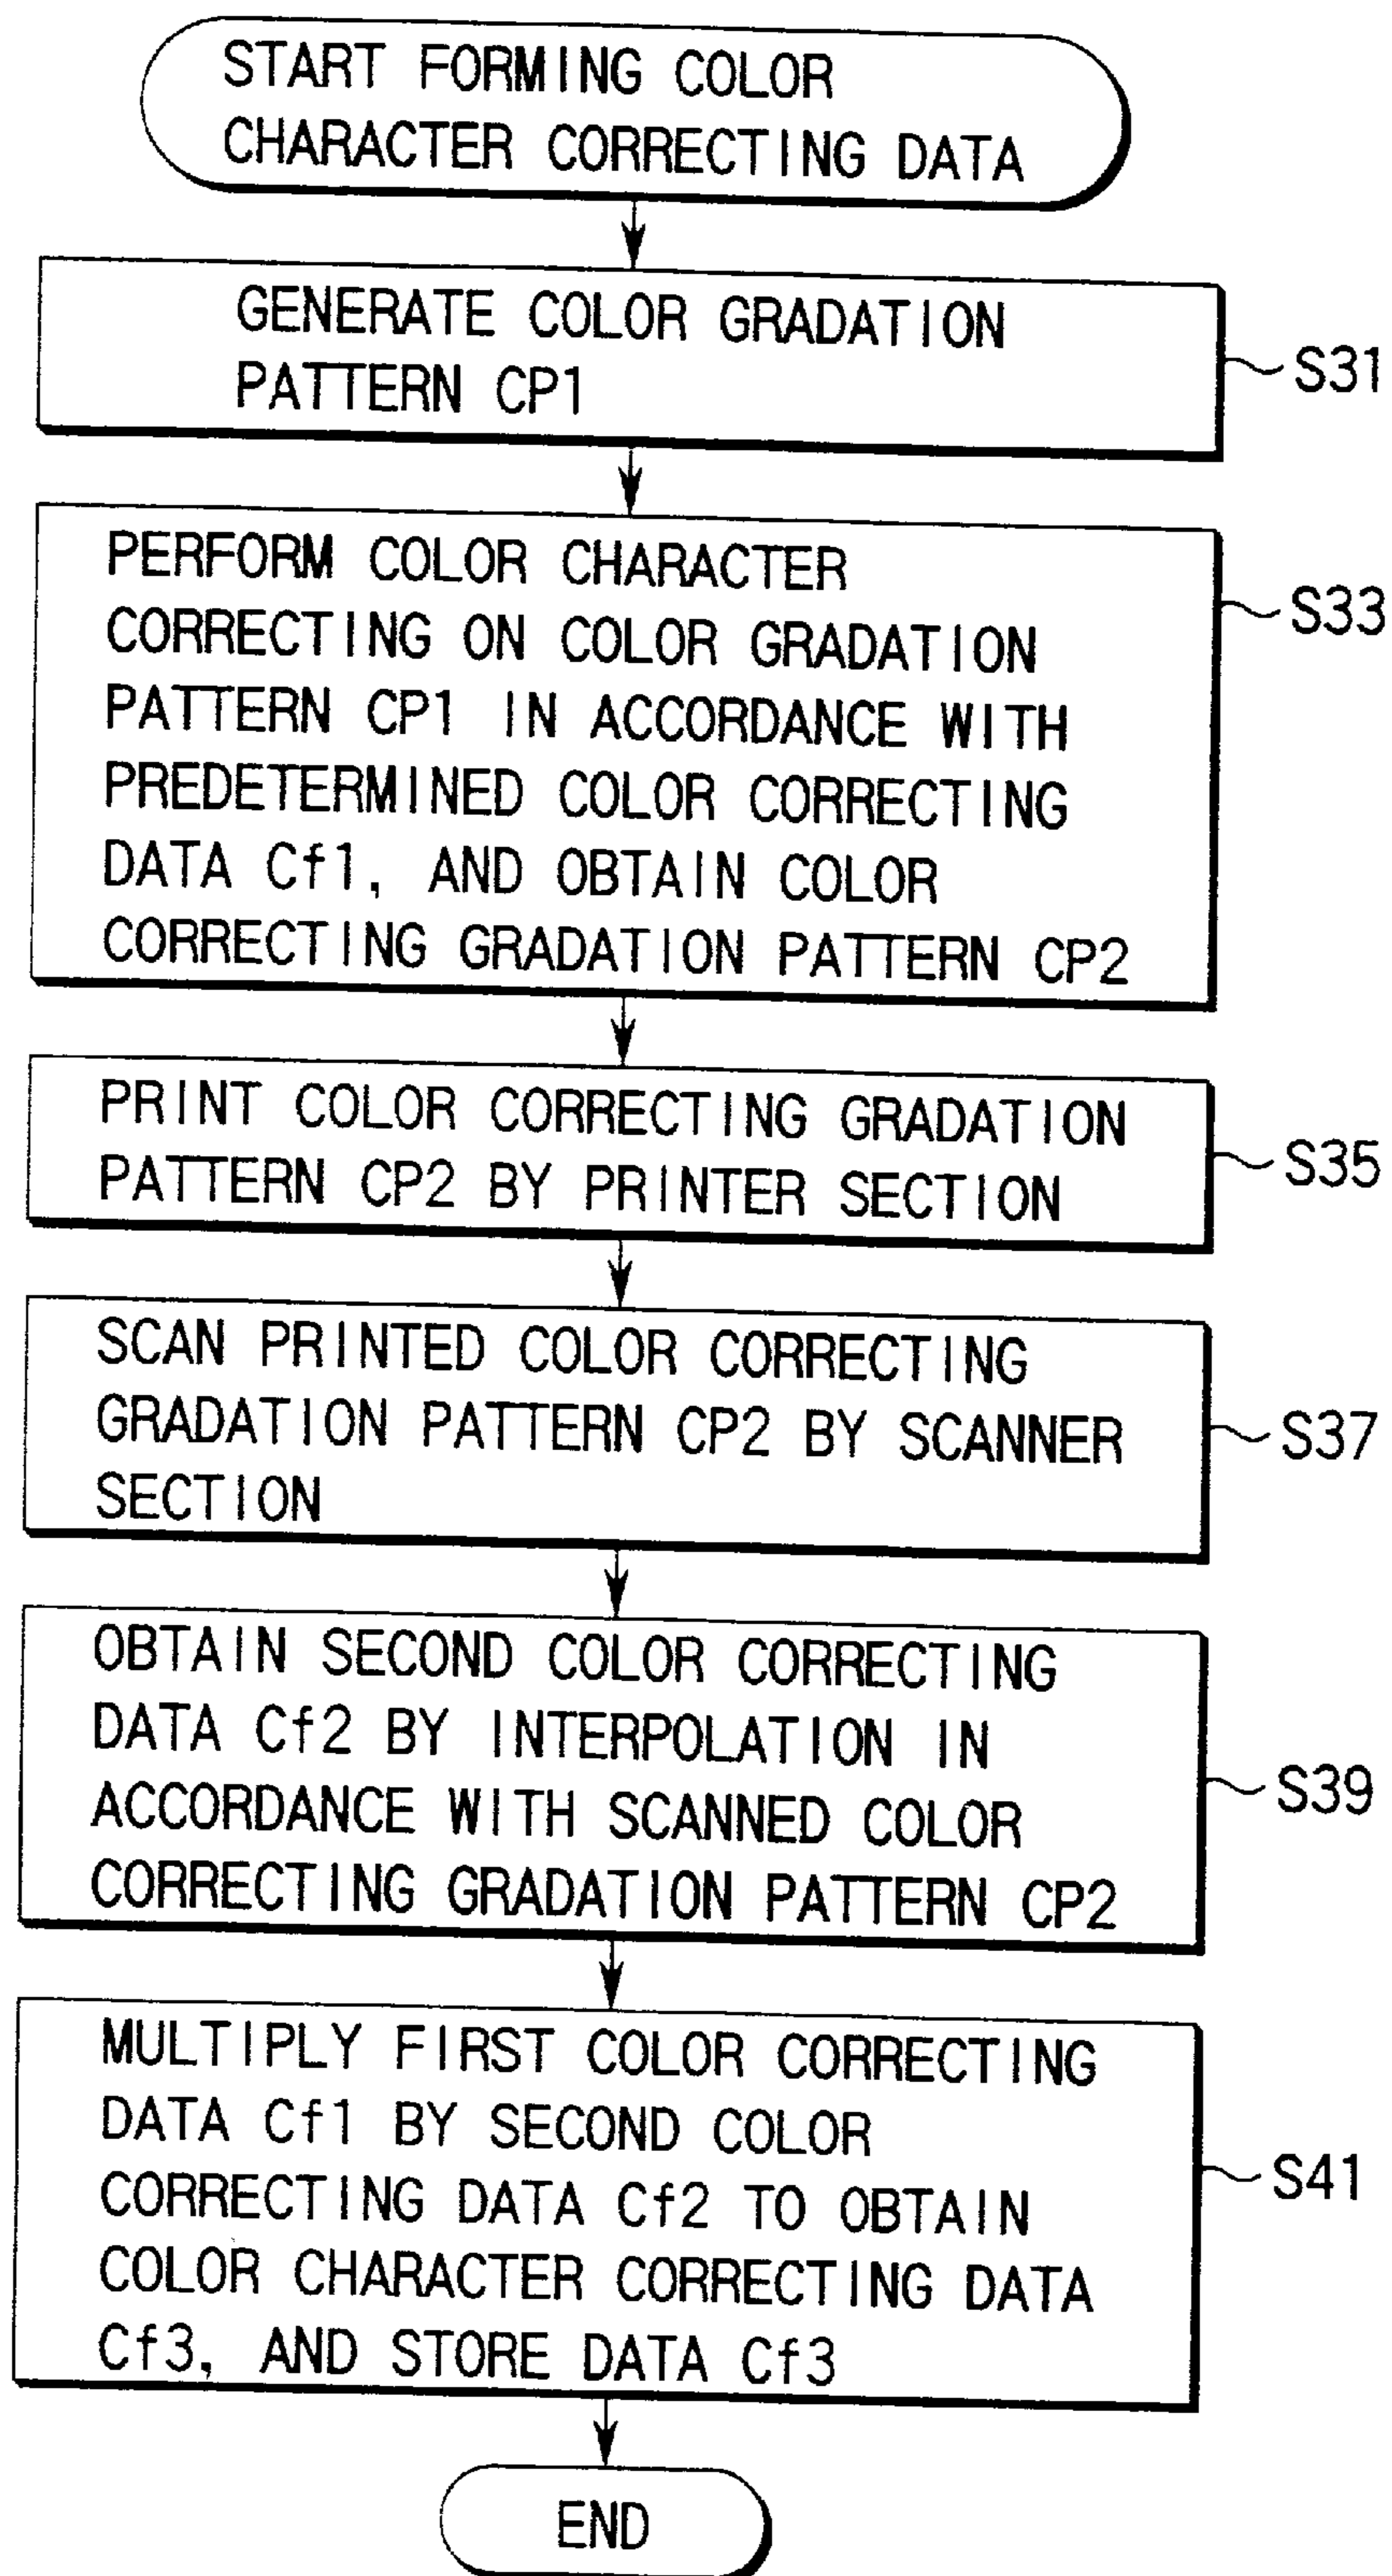 START FORMING COLOR
CHARACTER CORRECTING DATA
GENERATE COLOR GRADATION
PATTERN CP1
S31
PERFORM COLOR CHARACTER
CORRECTING ON COLOR GRADATION
PATTERN CP1 IN ACCORDANCE WITH
PREDETERMINED COLOR CORRECTING
DATA Cf1, AND OBTAIN COLOR
CORRECTING GRADATION PATTERN CP2
S33
PRINT COLOR CORRECTING GRADATION
PATTERN CP2 BY PRINTER SECTION
S35
SCAN PRINTED COLOR CORRECTING
GRADATION PATTERN CP2 BY SCANNER
SECTION
S37
OBTAIN SECOND COLOR CORRECTING
DATA Cf2 BY INTERPOLATION IN
ACCORDANCE WITH SCANNED COLOR
CORRECTING GRADATION PATTERN CP2
S39
MULTIPLY FIRST COLOR CORRECTING
DATA Cf1 BY SECOND COLOR
CORRECTING DATA Cf2 TO OBTAIN
COLOR CHARACTER CORRECTING DATA
Cf3, AND STORE DATA Cf3
S41
END